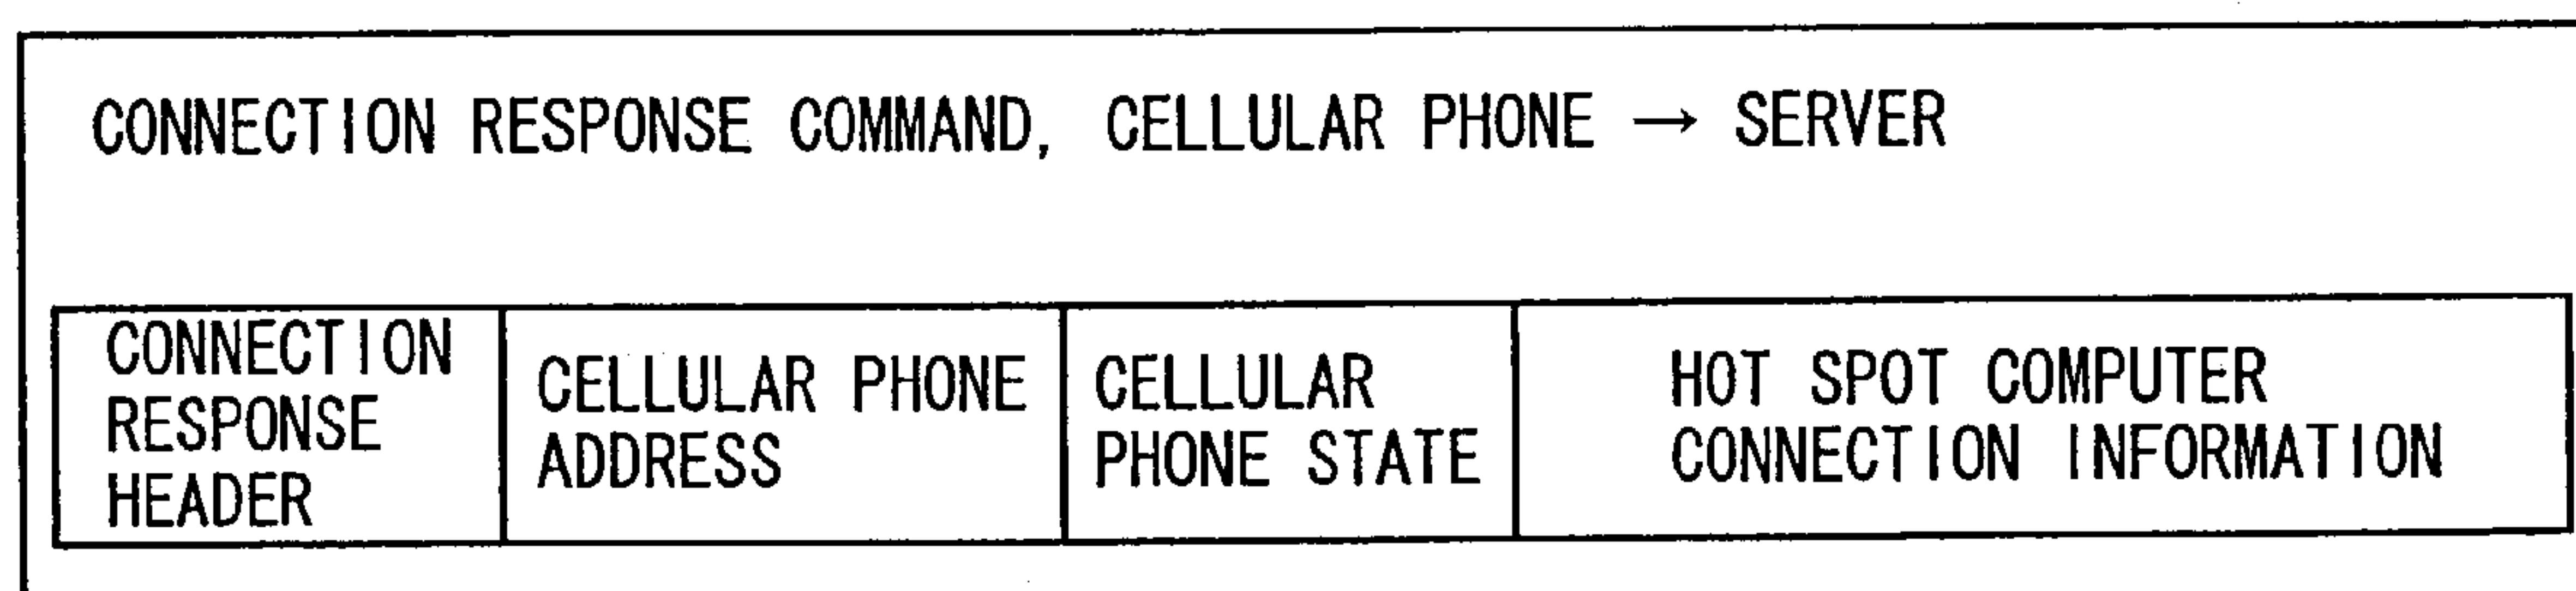 CONNECTION RESPONSE COMMAND, CELLULAR PHONE → SERVER
CONNECTION
RESPONSE
HEADER
CELLULAR PHONE
ADDRESS
CELLULAR
PHONE STATE
HOT SPOT COMPUTER
CONNECTION INFORMATION